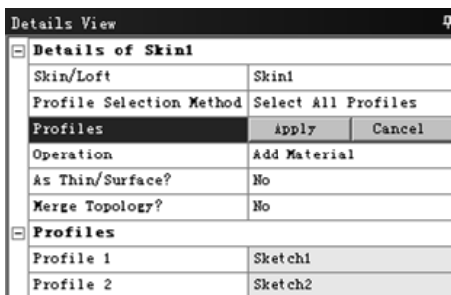 Details View
Details of Skin1
Skin/Loft Skin1
Profile Selection Method Select All Profiles
Profiles Apply Cancel
Operation Add Material
As Thin/Surface? No
Merge Topology? No
Profiles
Profile 1 Sketch1
Profile 2 Sketch2